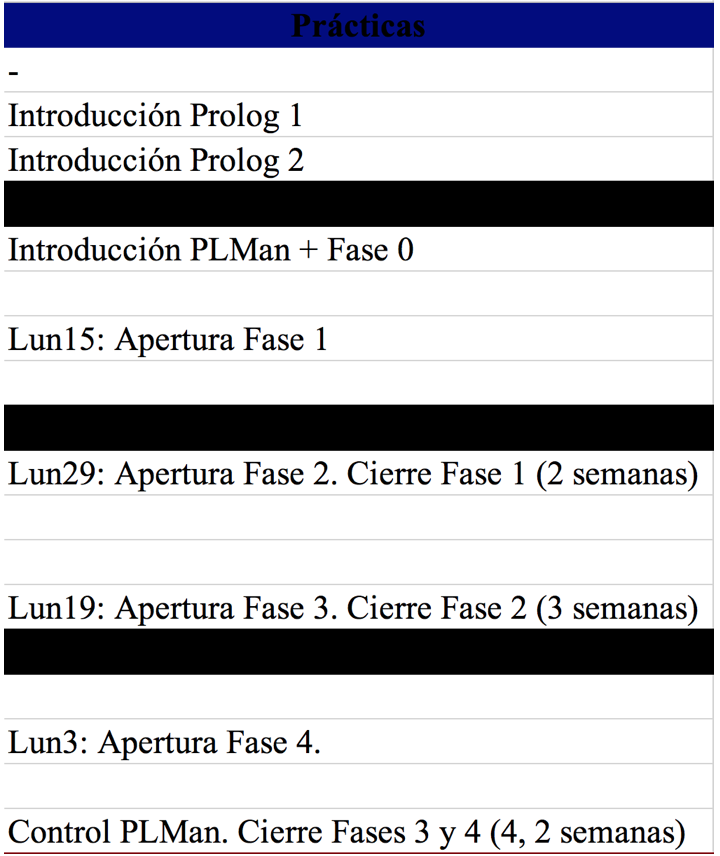 Prácticas
-
Introducción Prolog 1
Introducción Prolog 2
Introducción PLMan + Fase 0
Lun15: Apertura Fase 1
Lun29: Apertura Fase 2. Cierre Fase 1 (2 semanas)
Lun19: Apertura Fase 3. Cierre Fase 2 (3 semanas)
Lun3: Apertura Fase 4.
Control PLMan. Cierre Fases 3 y 4 (4, 2 semanas)